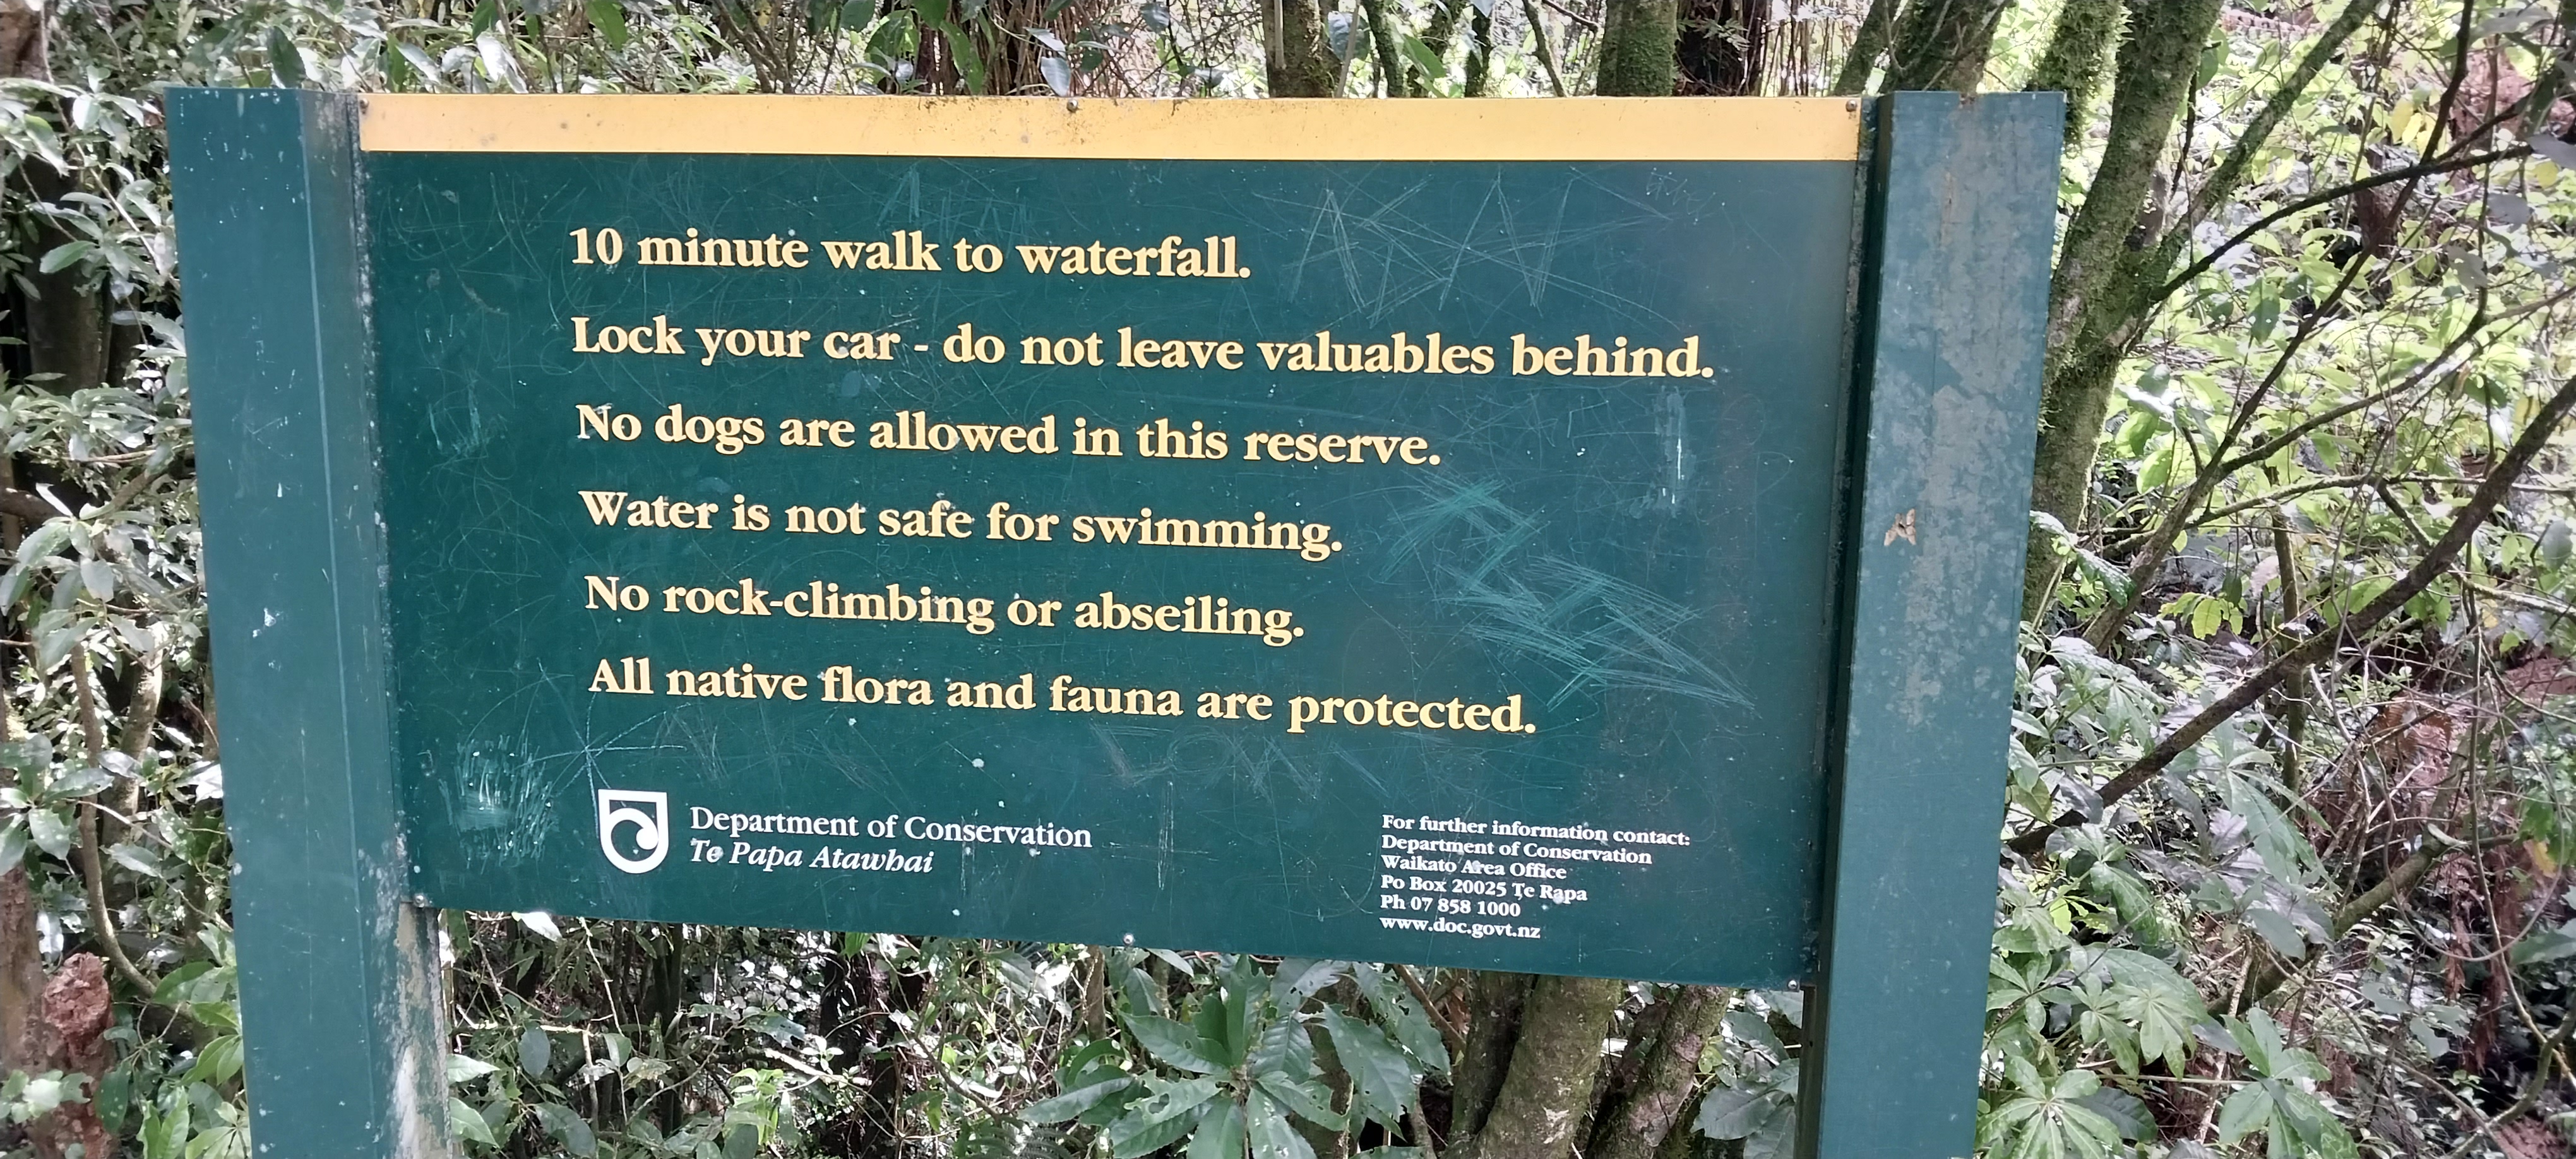 10 minute walk to waterfall.
Lock your car - do not leave valuables behind.
No dogs are allowed in this reserve.
Water is not safe for swimming.
No rock-climbing or abseiling.
All native flora and fauna are protected.
Department of Conservation
Te Papa Atawhai
For further information contact:
Department of Conservation
Waikato Area Office
Po Box 20025 Te Rapa
Ph 07 858 1000
www.doc.govt.nz